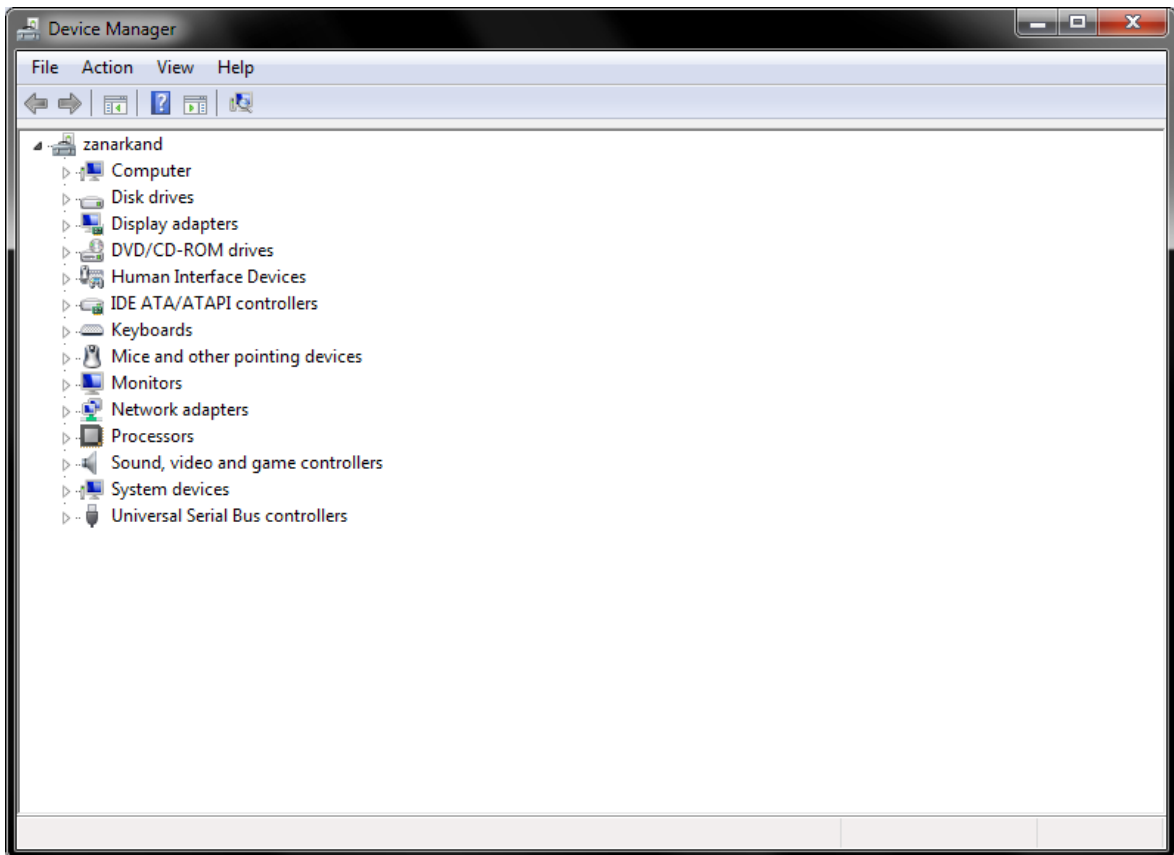 Device Manager
File Action View Help
zanarkand
Computer
Disk drives
Display adapters
DVD/CD-ROM drives
Human Interface Devices
IDE ATA/ATAPI controllers
Keyboards
Mice and other pointing devices
Monitors
Network adapters
Processors
Sound, video and game controllers
System devices
Universal Serial Bus controllers